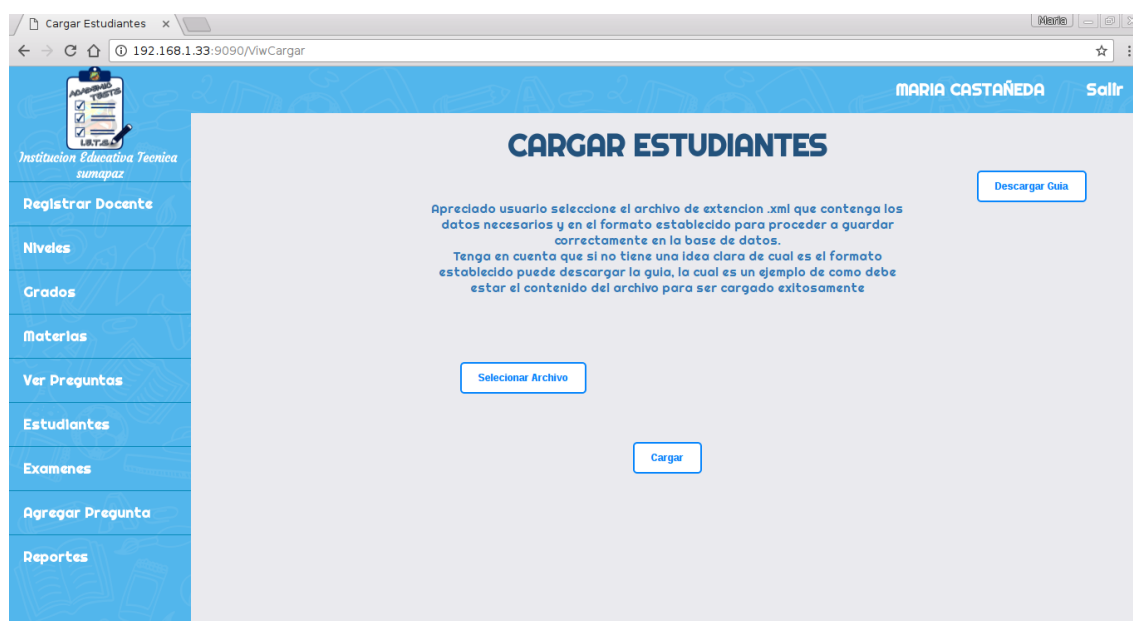 Cargar Estudiantes
Maria
192.168.1.33:9090/ViwCargar
ACADEMIC
TESTS
I.E.T.S.
Institucion Educativa Tecnica
sumapaz
MARIA CASTAÑEDA
Salir
CARGAR ESTUDIANTES
Descargar Guia
Apreciado usuario seleccione el archivo de extencion .xml que contenga los
datos necesarios y en el formato establecido para proceder a guardar
correctamente en la base de datos.
Tenga en cuenta que si no tiene una idea clara de cual es el formato
establecido puede descargar la guia, la cual es un ejemplo de como debe
estar el contenido del archivo para ser cargado exitosamente
Selecionar Archivo
Cargar
Registrar Docente
Niveles
Grados
Materias
Ver Preguntas
Estudiantes
Examenes
Agregar Pregunta
Reportes